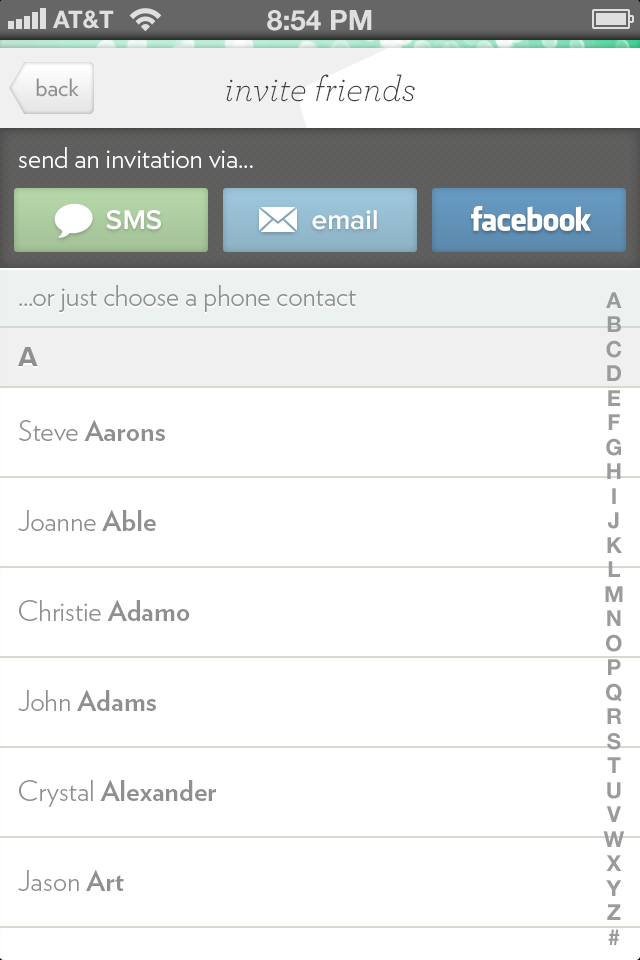 AT&T 8:54 PM
back
invite friends
send an invitation via...
SMS
email
facebook
...or just choose a phone contact
A
Steve Aarons
Joanne Able
Christie Adamo
John Adams
Crystal Alexander
Jason Art
A
B
C
D
E
F
G
H
I
J
K
L
M
N
O
P
Q
R
S
T
U
V
W
X
Y
Z
#